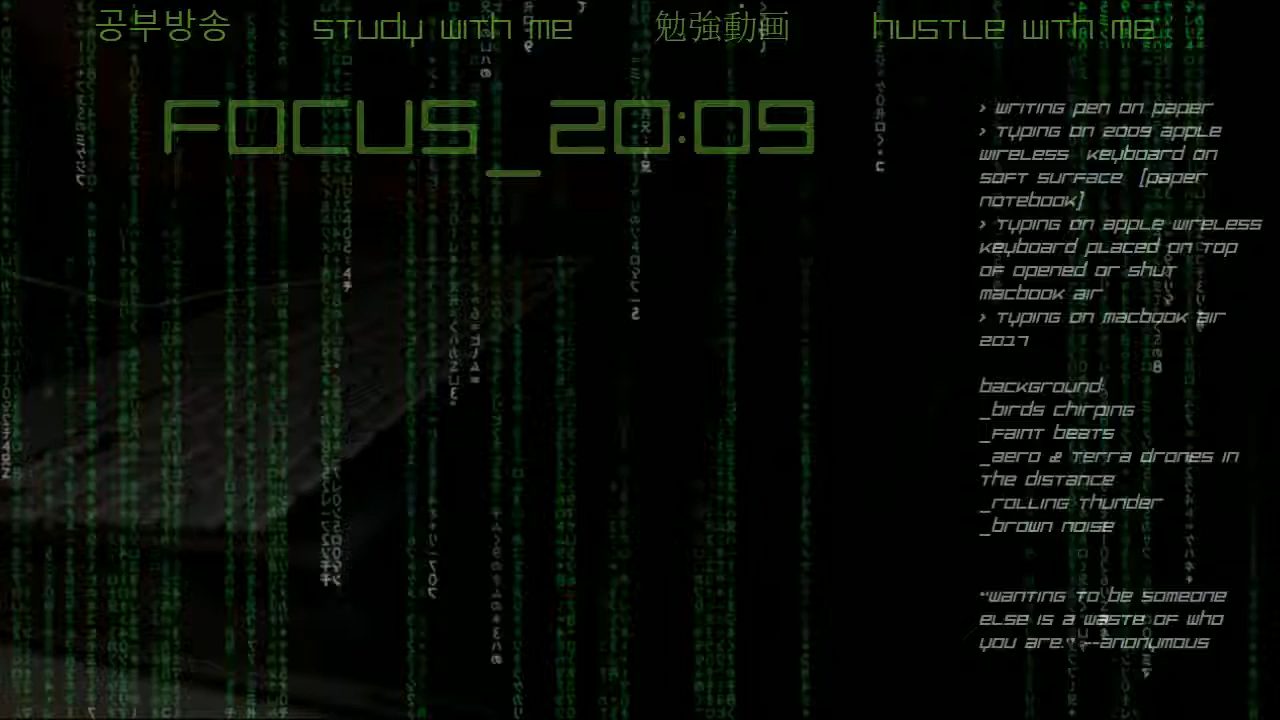 공부방송 study with me 勉強動画 hustle with me
FOCUS_20:09
> writing pen on paper
> typing on 2009 apple
wireless keyboard on
soft surface [paper
notebook]
> typing on apple wireless
keyboard placed on top
of opened or shut
macbook air
> typing on macbook air
2017
background:
_birds chirping
_faint beats
_aero & terra drones in
the distance
_rolling thunder
_brown noise
"wanting to be someone
else is a waste of who
you are." --anonymous